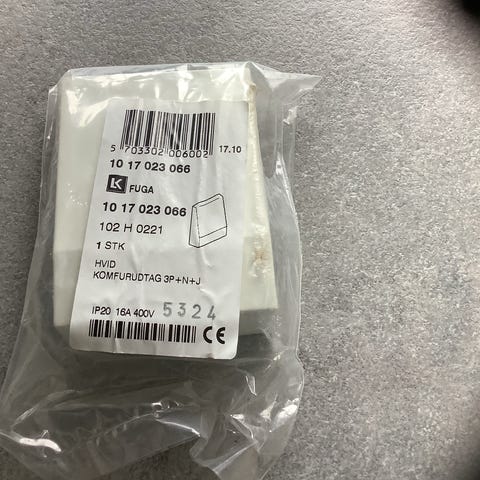 5 703302 006002 17.10
10 17 023 066
LK FUGA
10 17 023 066
102 H 0221
1 STK
HVID
KOMFURUDTAG 3P+N+J
IP20 16A 400V 5324
CE